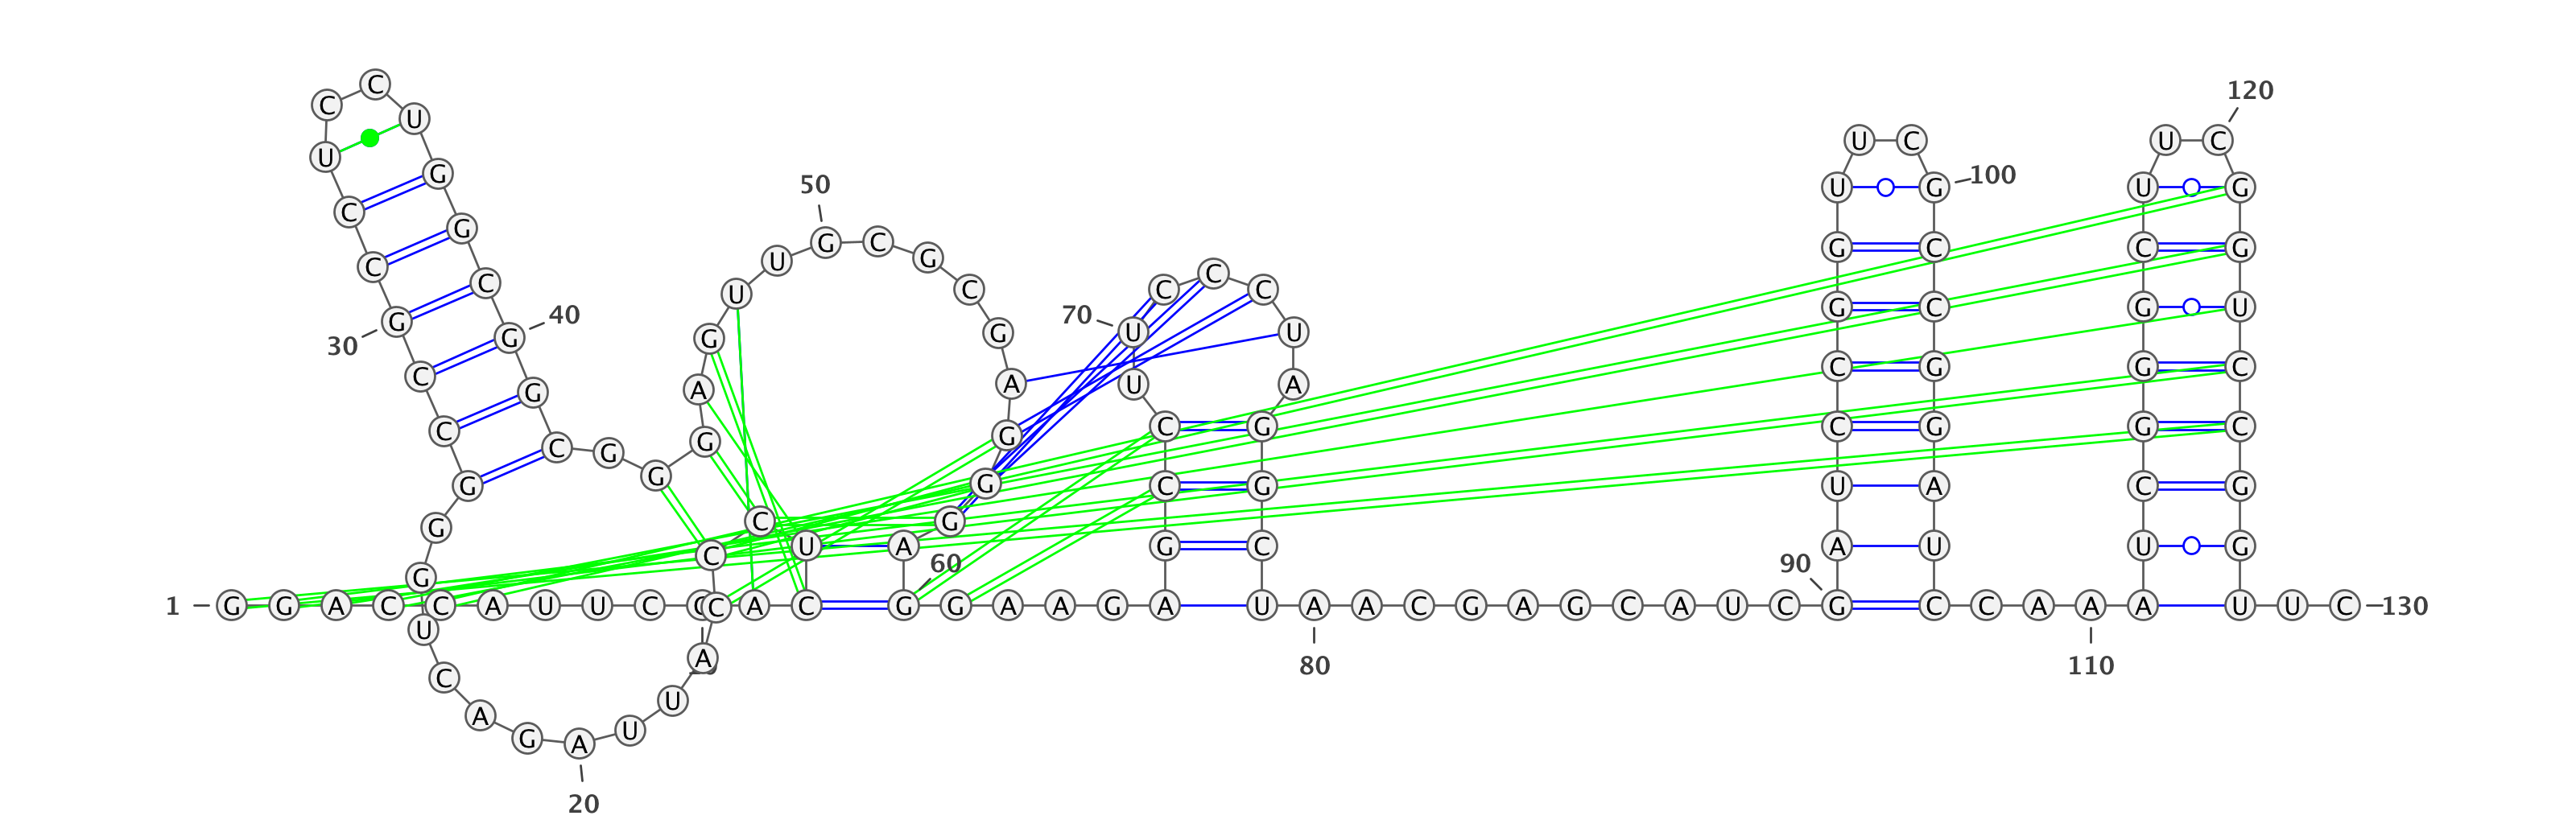 1
G G A C C A U U C
A C U C C C A U U A
20
G A C U G G G C C G
30
C C U C C U G G C G
40
G C G G G A G U U G
50
C G C G A G G G A G
60
G A A G A G C C U U
70
C C C U A G G C U A
80
A C G A G C A U C G
90
A U C C G G U U C G
100
C C G G A U C C A A
110
A U C G G G C U U C
120
G G U C C G G U U C
130